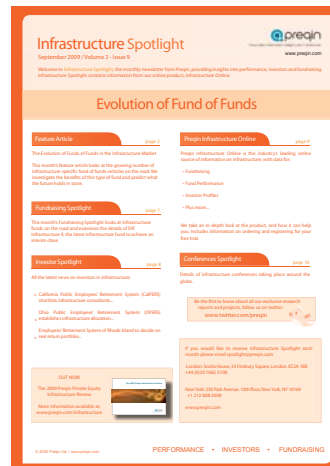 Infrastructure Spotlight
September 2009 / Volume 2 - Issue 9
preqin
www.preqin.com
Welcome to Infrastructure Spotlight, the monthly newsletter from Preqin, providing insights into performance, investors and fundraising. Infrastructure Spotlight contains information from our online product, Infrastructure Online.
Evolution of Fund of Funds
Feature Article
The Evolution of Funds of Funds in the Infrastructure Market
This month's feature article looks at the growing number of
infrastructure specific fund of funds vehicles on the road. We
investigate the benefits of this type of fund and predict what
the future holds in store.
Fundraising Spotlight
page 7
This month's Fundraising Spotlight looks at infrastructure
funds on the road and examines the details of DIF
Infrastructure II, the latest infrastructure fund to achieve an
interim close.
Investor Spotlight
page 8
All the latest news on investors in infrastructure:
• California Public Employees' Retirement System (CalPERS)
shortlists infrastructure consultants...
Ohio Public Employees' Retirement System (OPERS)
establishes infrastructure allocation...
Employees' Retirement System of Rhode Island to decide on
real return portfolio...
OUT NOW
The 2009 Preqin Private Equity
Infrastructure Review
More information available at:
www.preqin.com/infrastructure
Preqin Infrastructure Online
page 9
Preqin Infrastructure Online is the industry's leading online
source of information on infrastructure, with data for:
• Fundraising
• Fund Performance
• Investor Profiles
• Plus more...
We take an in-depth look at the product, and how it can help
you. Includes information on ordering and registering for your
free trial.
Conferences Spotlight
page 10
Details of infrastructure conferences taking place around the
globe.
Be the first to know about all our exclusive research
reports and projects, follow us on twitter:
www.twitter.com/preqin
If you would like to receive Infrastructure Spotlight each
month please email spotlight@preqin.com
London: Scotia House, 33 Finsbury Square, London. EC2A 1BB
+44 (0)20 7065 5100
New York: 230 Park Avenue, 10th floor, New York, NY 10169
+1 212 808 3008
www.preqin.com
© 2009 Preqin Ltd. • www.preqin.com
PERFORMANCE • INVESTORS • FUNDRAISING